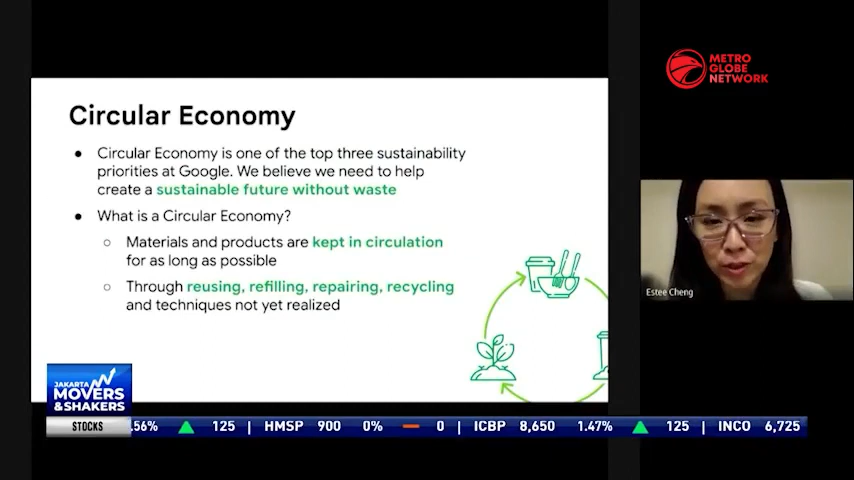 METRO
GLOBE
NETWORK
Circular Economy
● Circular Economy is one of the top three sustainability
priorities at Google. We believe we need to help
create a sustainable future without waste
● What is a Circular Economy?
○ Materials and products are kept in circulation
for as long as possible
○ Through reusing, refilling, repairing, recycling
and techniques not yet realized
Estee Cheng
JAKARTA
MOVERS
& SHAKERS
STOCKS .56% 125 | HMSP 900 0% 0 | ICBP 8,650 1.47% 125 | INCO 6,725